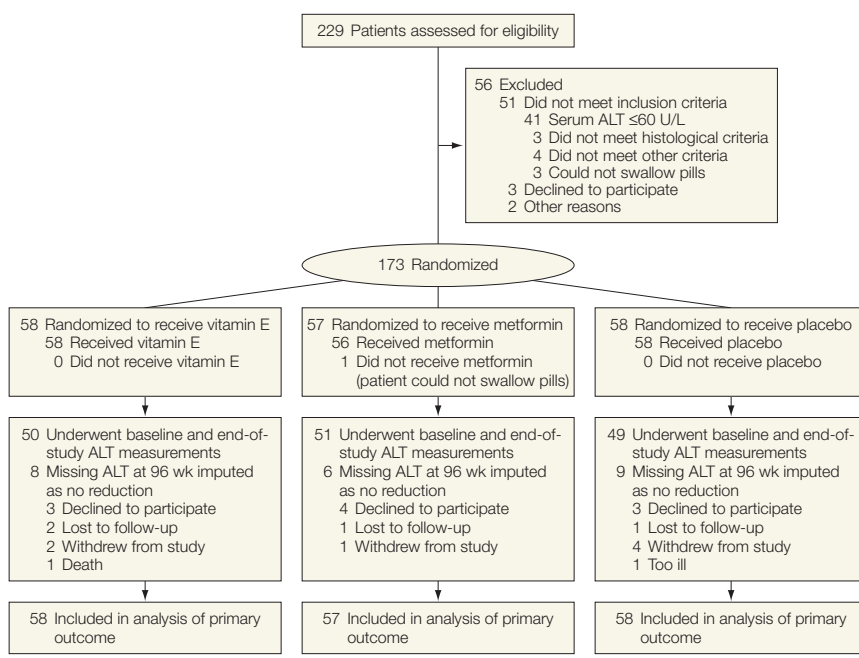 229 Patients assessed for eligibility
56 Excluded
51 Did not meet inclusion criteria
41 Serum ALT ≤60 U/L
3 Did not meet histological criteria
4 Did not meet other criteria
3 Could not swallow pills
3 Declined to participate
2 Other reasons
173 Randomized
58 Randomized to receive vitamin E
58 Received vitamin E
0 Did not receive vitamin E
57 Randomized to receive metformin
56 Received metformin
1 Did not receive metformin
(patient could not swallow pills)
58 Randomized to receive placebo
58 Received placebo
0 Did not receive placebo
50 Underwent baseline and end-of-
study ALT measurements
8 Missing ALT at 96 wk imputed
as no reduction
3 Declined to participate
2 Lost to follow-up
2 Withdrew from study
1 Death
51 Underwent baseline and end-of-
study ALT measurements
6 Missing ALT at 96 wk imputed
as no reduction
4 Declined to participate
1 Lost to follow-up
1 Withdrew from study
49 Underwent baseline and end-of-
study ALT measurements
9 Missing ALT at 96 wk imputed
as no reduction
3 Declined to participate
1 Lost to follow-up
4 Withdrew from study
1 Too ill
58 Included in analysis of primary
outcome
57 Included in analysis of primary
outcome
58 Included in analysis of primary
outcome